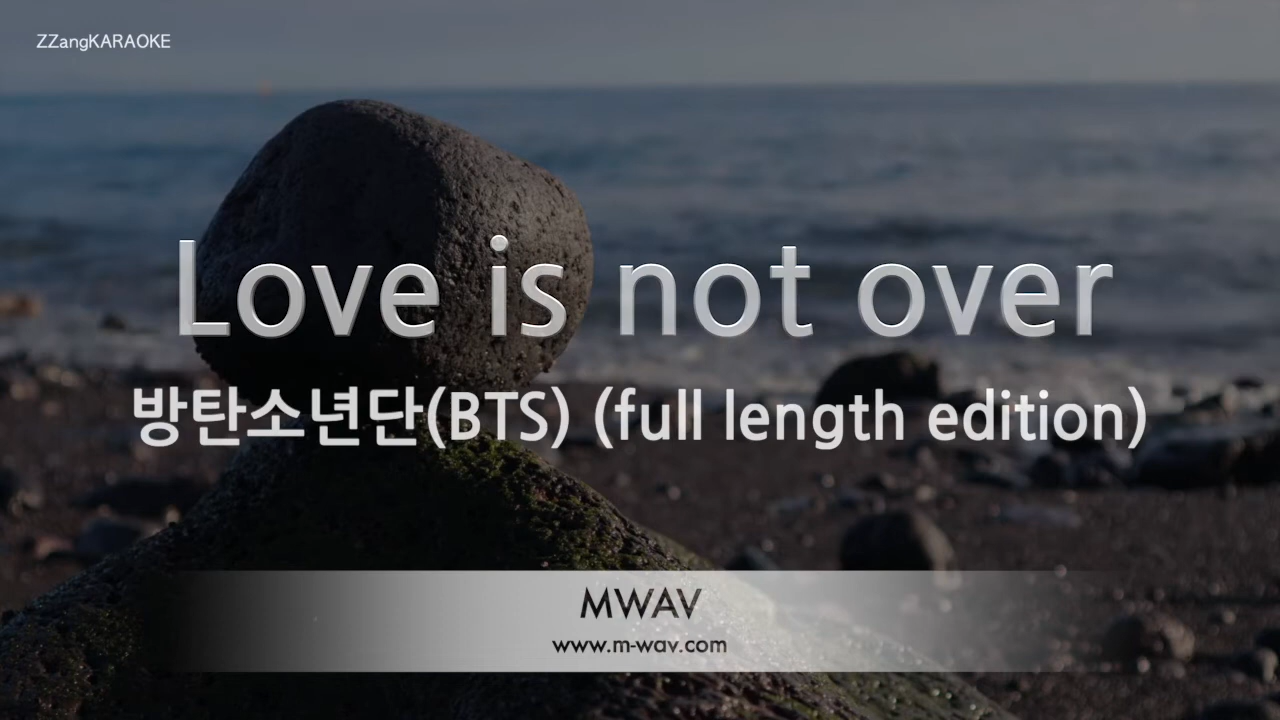 ZZangKARAOKE
Love is not over
방탄소년단(BTS) (full length edition)
MWAV
www.m-wav.com